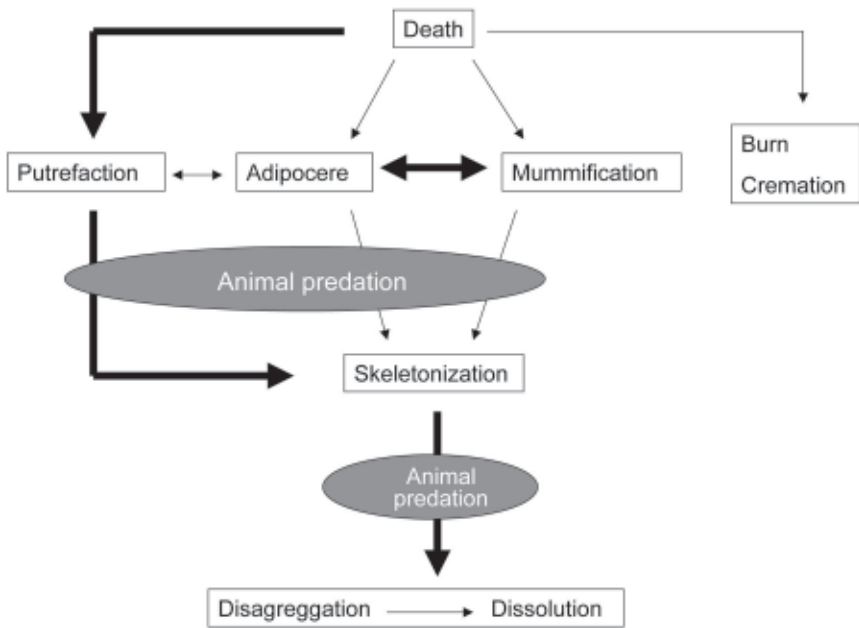 Death
Putrefaction
Adipocere
Mummification
Burn
Cremation
Animal predation
Skeletonization
Animal
predation
Disagreggation
Dissolution